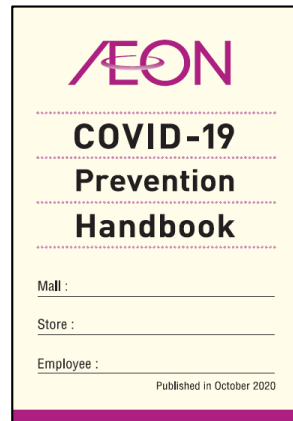 ÆON
COVID-19
Prevention
Handbook
Mall :
Store :
Employee :
Published in October 2020